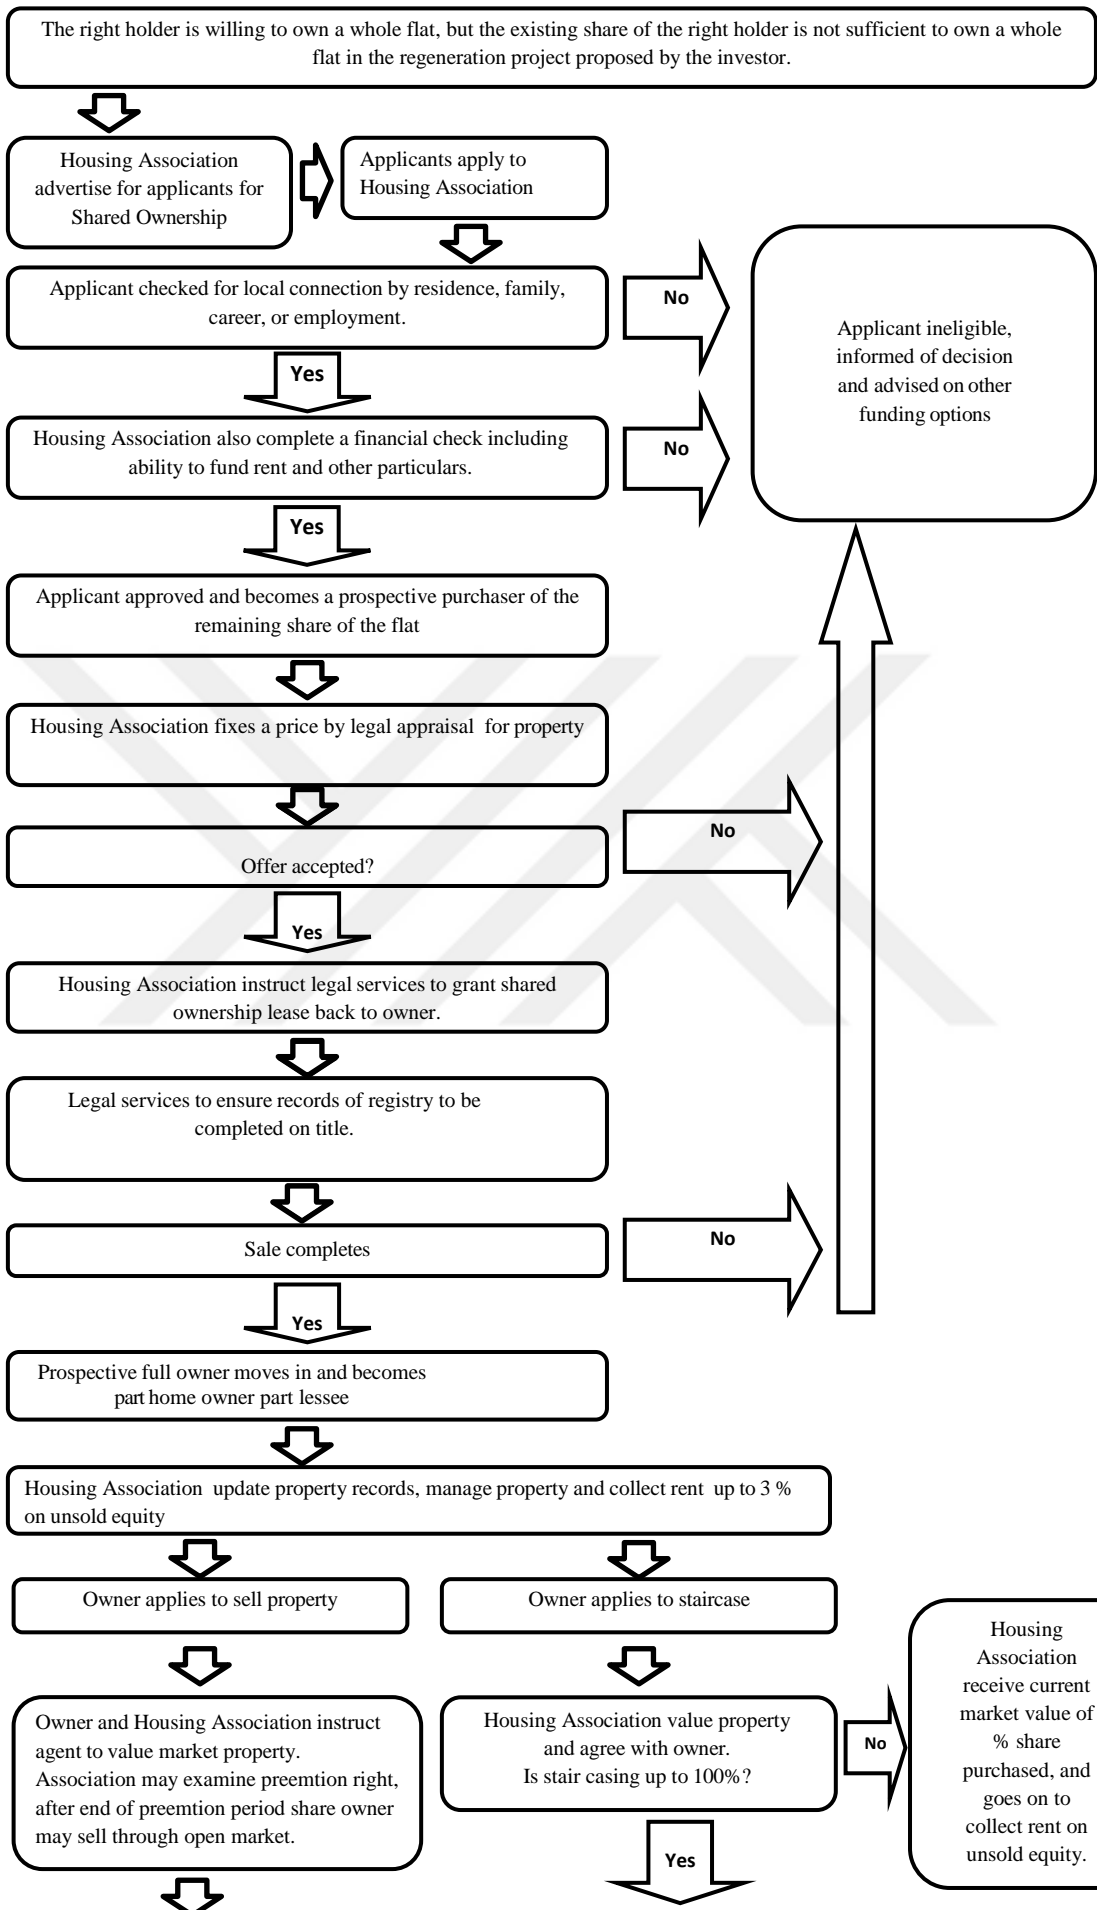 The right holder is willing to own a whole flat, but the existing share of the right holder is not sufficient to own a whole
flat in the regeneration project proposed by the investor.
Housing Association
advertise for applicants for
Shared Ownership
Applicants apply to
Housing Association
Applicant checked for local connection by residence, family,
career, or employment.
No
Applicant ineligible,
informed of decision
and advised on other
funding options
Yes
Housing Association also complete a financial check including
ability to fund rent and other particulars.
No
Yes
Applicant approved and becomes a prospective purchaser of the
remaining share of the flat
Housing Association fixes a price by legal appraisal for property
Offer accepted?
No
Yes
Housing Association instruct legal services to grant shared
ownership lease back to owner.
Legal services to ensure records of registry to be
completed on title.
Sale completes
No
Yes
Prospective full owner moves in and becomes
part home owner part lessee
Housing Association update property records, manage property and collect rent up to 3 %
on unsold equity
Owner applies to sell property
Owner applies to staircase
Owner and Housing Association instruct
agent to value market property.
Association may examine preemtion right,
after end of preemtion period share owner
may sell through open market.
Housing Association value property
and agree with owner.
Is stair casing up to 100%?
No
Housing
Association
receive current
market value of
% share
purchased, and
goes on to
collect rent on
unsold equity.
Yes